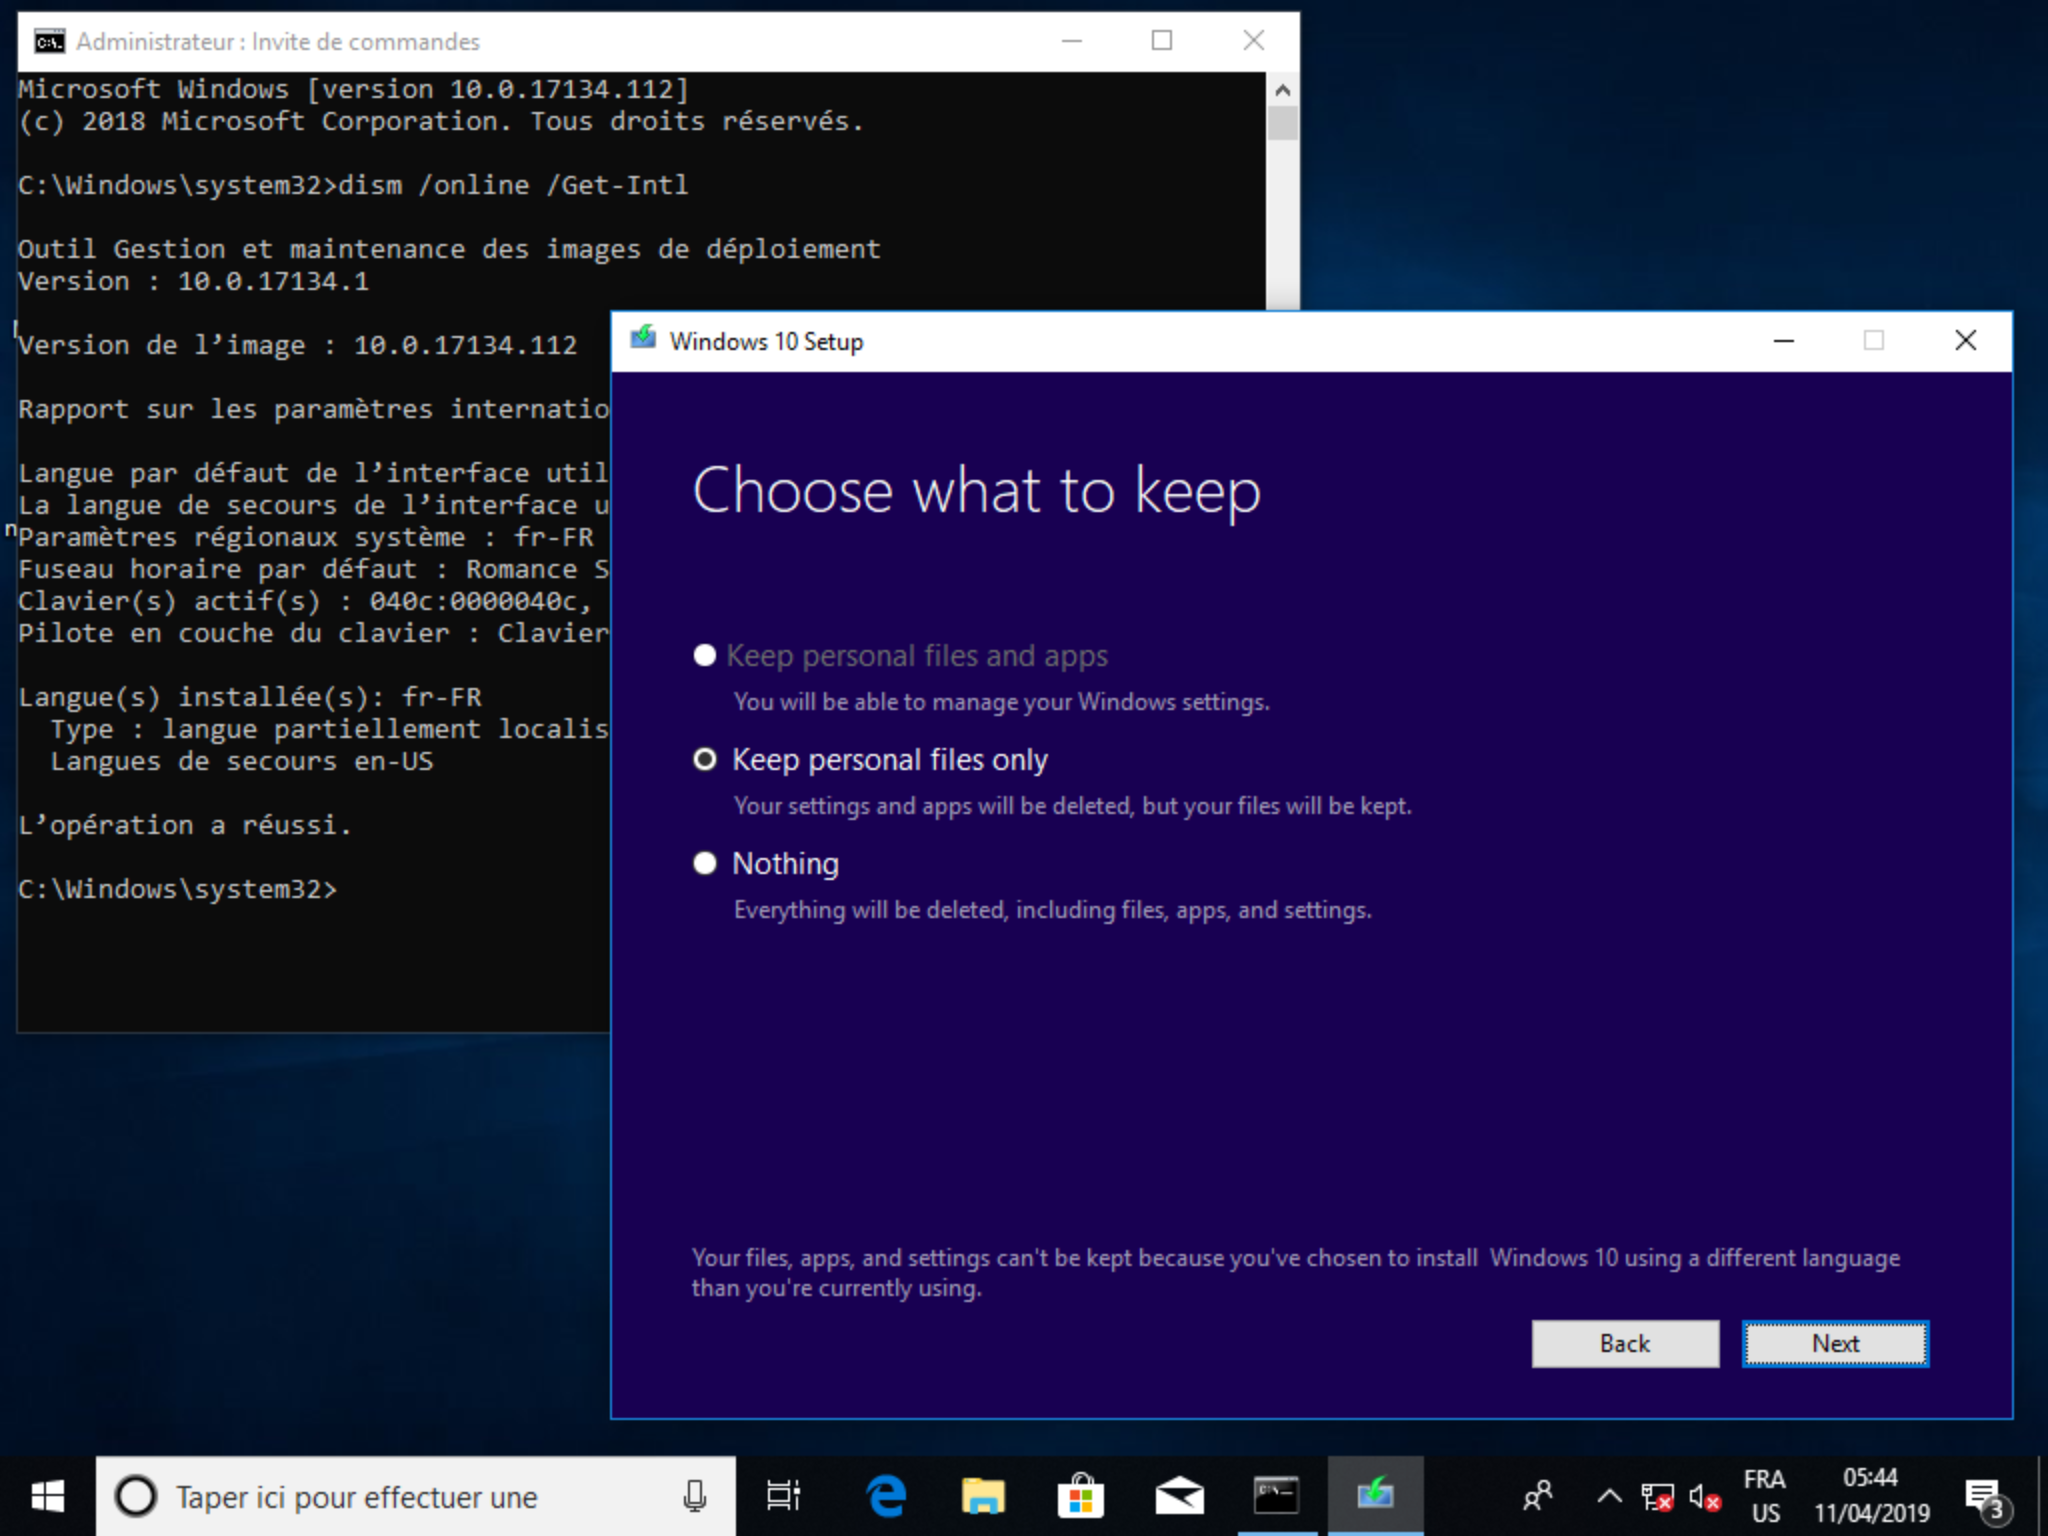 Administrateur : Invite de commandes
Microsoft Windows [version 10.0.17134.112]
(c) 2018 Microsoft Corporation. Tous droits réservés.
C:\Windows\system32>dism /online /Get-Intl
Outil Gestion et maintenance des images de déploiement
Version : 10.0.17134.1
Version de l’image : 10.0.17134.112
Rapport sur les paramètres internatio
Langue par défaut de l’interface util
La langue de secours de l’interface u
Paramètres régionaux système : fr-FR
Fuseau horaire par défaut : Romance S
Clavier(s) actif(s) : 040c:0000040c,
Pilote en couche du clavier : Clavier
Langue(s) installée(s): fr-FR
Type : langue partiellement localis
Langues de secours en-US
L’opération a réussi.
C:\Windows\system32>
Windows 10 Setup
Choose what to keep
Keep personal files and apps
You will be able to manage your Windows settings.
Keep personal files only
Your settings and apps will be deleted, but your files will be kept.
Nothing
Everything will be deleted, including files, apps, and settings.
Your files, apps, and settings can't be kept because you've chosen to install  Windows 10 using a different language
than you're currently using.
Back
Next
Taper ici pour effectuer une
FRA
US
05:44
11/04/2019
3